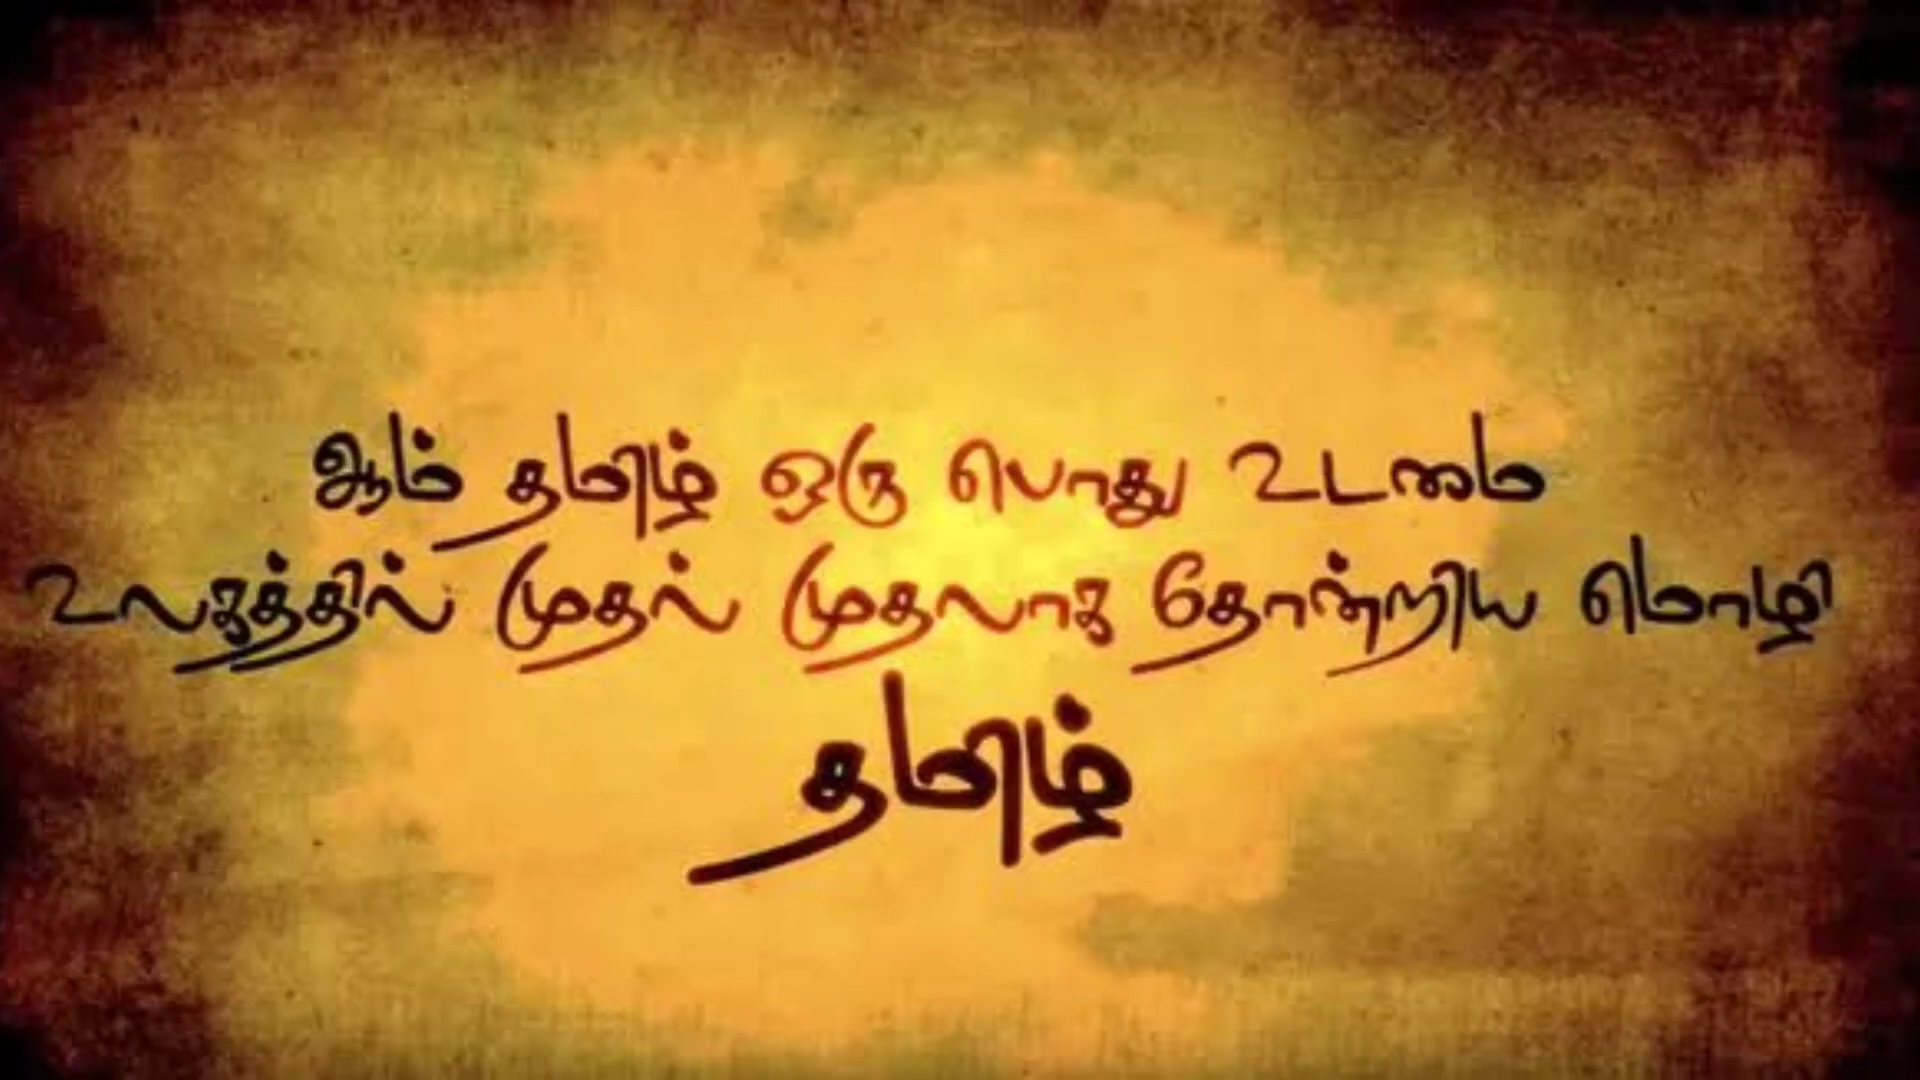 ஆம் தமிழ் ஒரு பொது உடமை
உலகத்தில் முதல் முதலாக தோன்றிய மொழி
தமிழ்